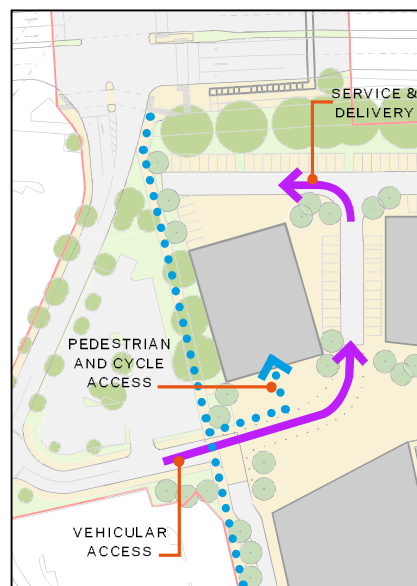 SERVICE &
DELIVERY
PEDESTRIAN
AND CYCLE
ACCESS
VEHICULAR
ACCESS